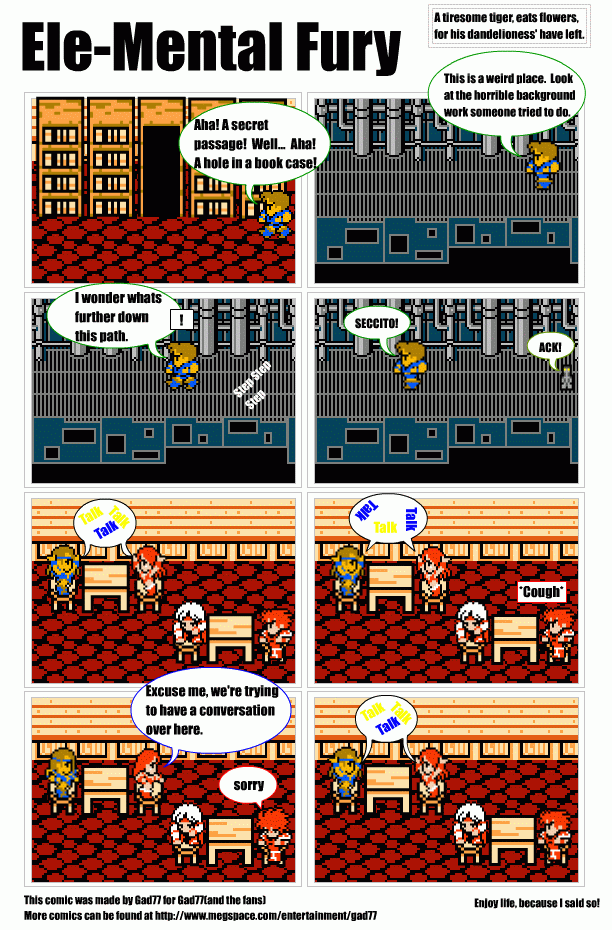 Ele-Mental Fury
A tiresome tiger, eats flowers,
for his dandelioness' have left.
Aha! A secret
passage! Well... Aha!
A hole in a book case!
This is a weird place. Look
at the horrible background
work someone tried to do.
I wonder whats
further down
this path.
!
Step Step
Step
SECCITO!
ACK!
Talk Talk
Talk
Talk Talk
Talk
*Cough*
Excuse me, we're trying
to have a conversation
over here.
sorry
Talk Talk
Talk
This comic was made by Gad77 for Gad77(and the fans)
More comics can be found at http://www.megspace.com/entertainment/gad77
Enjoy life, because I said so!